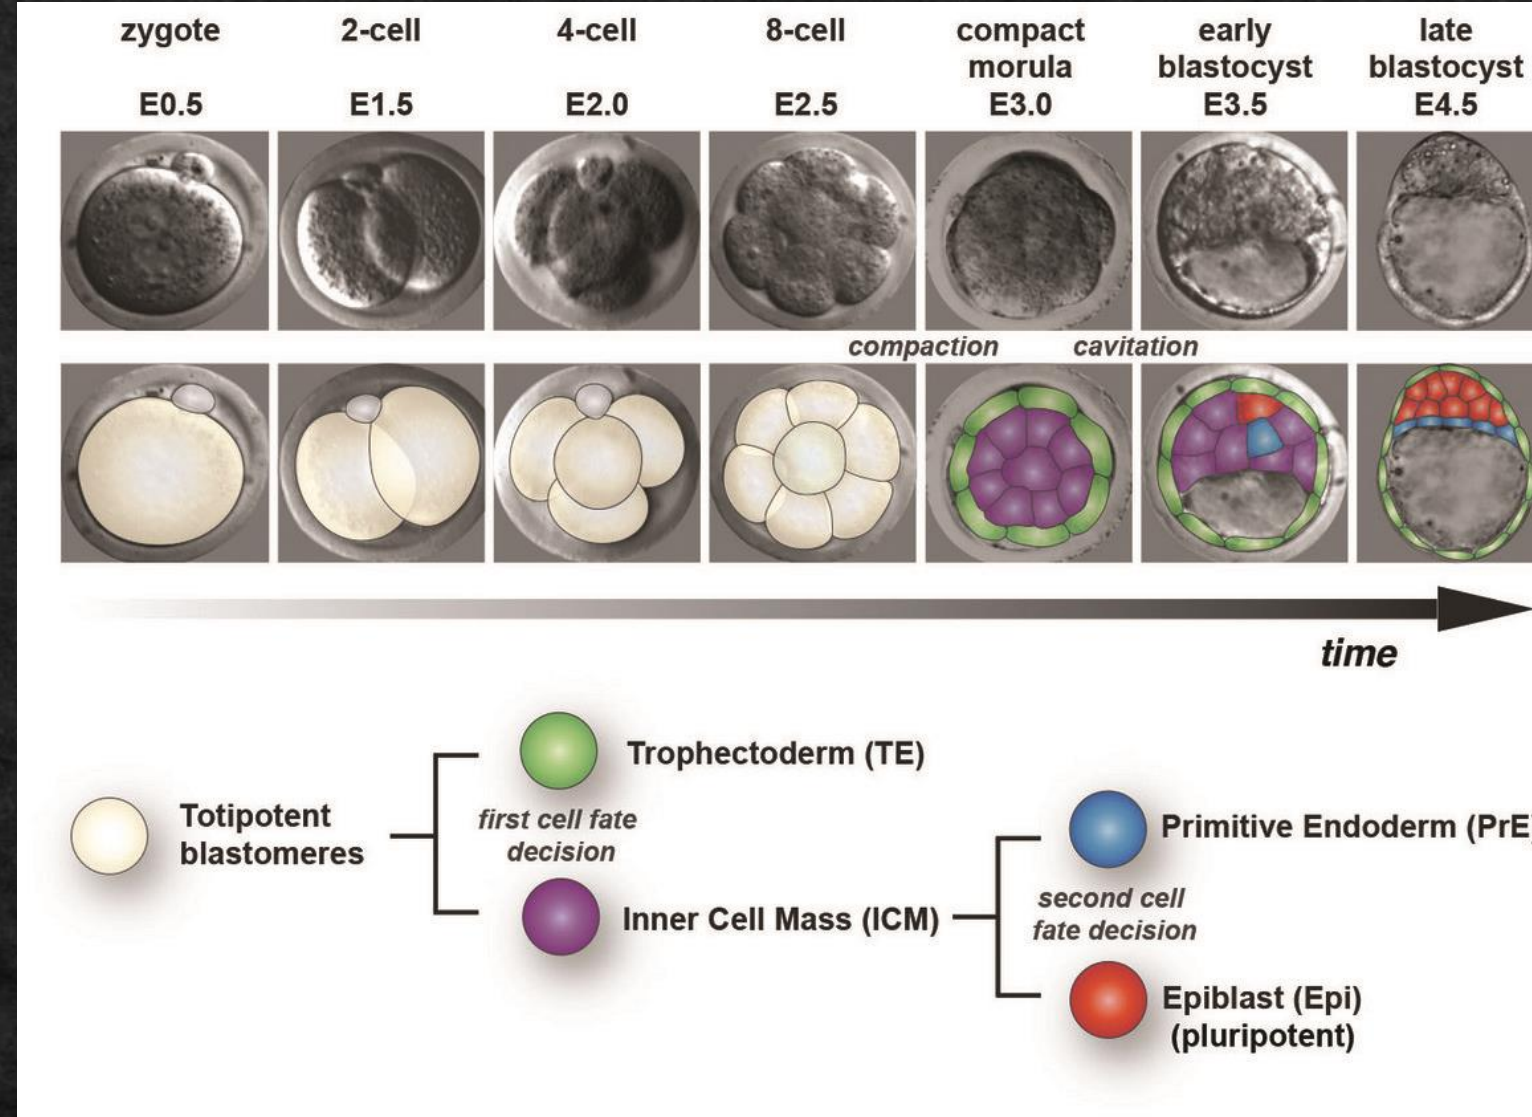 zygote
2-cell
4-cell
8-cell
compact
morula
early
blastocyst
late
blastocyst
E0.5
E1.5
E2.0
E2.5
E3.0
E3.5
E4.5
compaction
cavitation
time
Totipotent
blastomeres
Trophectoderm (TE)
first cell fate
decision
Inner Cell Mass (ICM)
Primitive Endoderm (PrE)
second cell
fate decision
Epiblast (Epi)
(pluripotent)